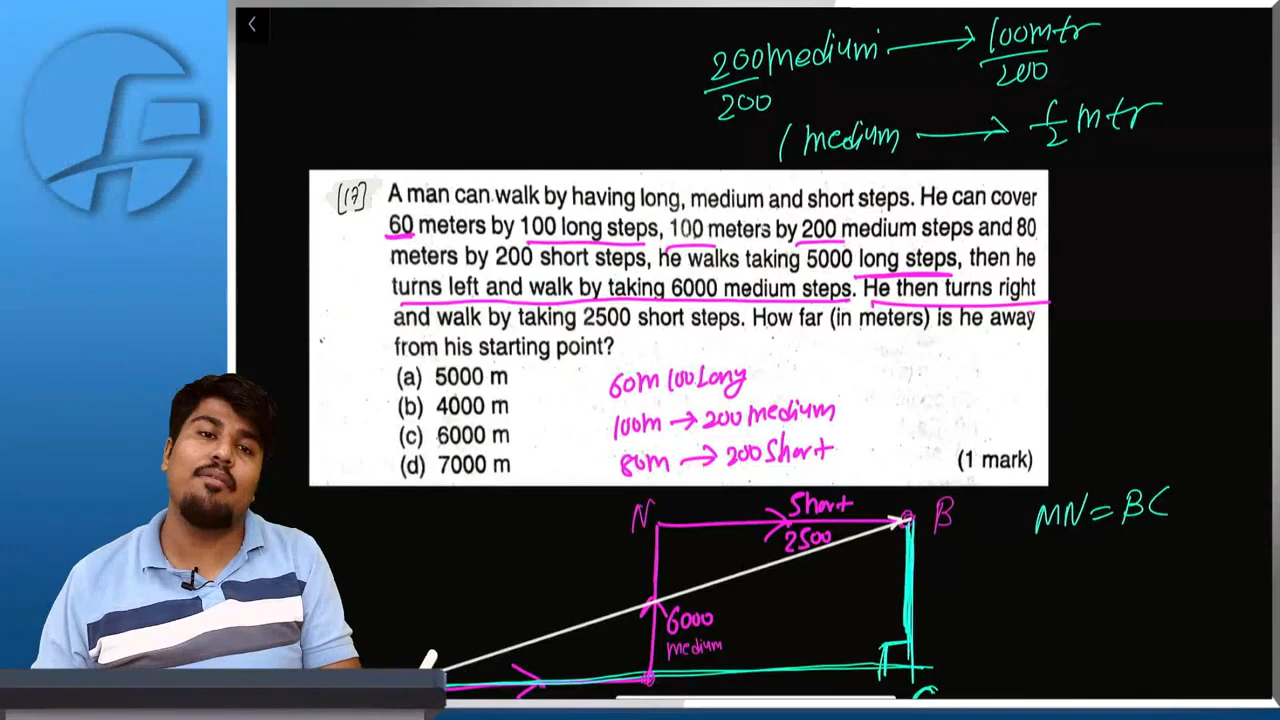 200medium → 100mtr
200 200
1 medium → 1/2 mtr
[17] A man can walk by having long, medium and short steps. He can cover
60 meters by 100 long steps, 100 meters by 200 medium steps and 80
meters by 200 short steps, he walks taking 5000 long steps, then he
turns left and walk by taking 6000 medium steps. He then turns right
and walk by taking 2500 short steps. How far (in meters) is he away
from his starting point?
(a) 5000 m
(b) 4000 m
(c) 6000 m
(d) 7000 m
(1 mark)
60m 100 Long
100m → 200 medium
80m → 200 Short
N Short B
2500
MN = BC
6000
medium